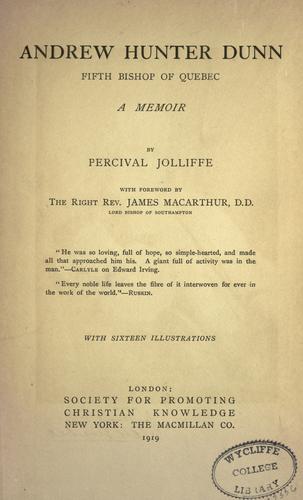 ANDREW HUNTER DUNN
FIFTH BISHOP OF QUEBEC
A MEMOIR
BY
PERCIVAL JOLLIFFE
WITH FOREWORD BY
THE RIGHT REV. JAMES MACARTHUR, D.D.
LORD BISHOP OF SOUTHAMPTON
"He was so loving, full of hope, so simple-hearted, and made
all that approached him his. A giant full of activity was in the
man."—CARLYLE on Edward Irving.
"Every noble life leaves the fibre of it interwoven for ever in
the work of the world."—RUSKIN.
WITH SIXTEEN ILLUSTRATIONS
LONDON:
SOCIETY FOR PROMOTING
CHRISTIAN KNOWLEDGE
NEW YORK: THE MACMILLAN CO.
1919
WYCLIFFE
COLLEGE
LIBRARY